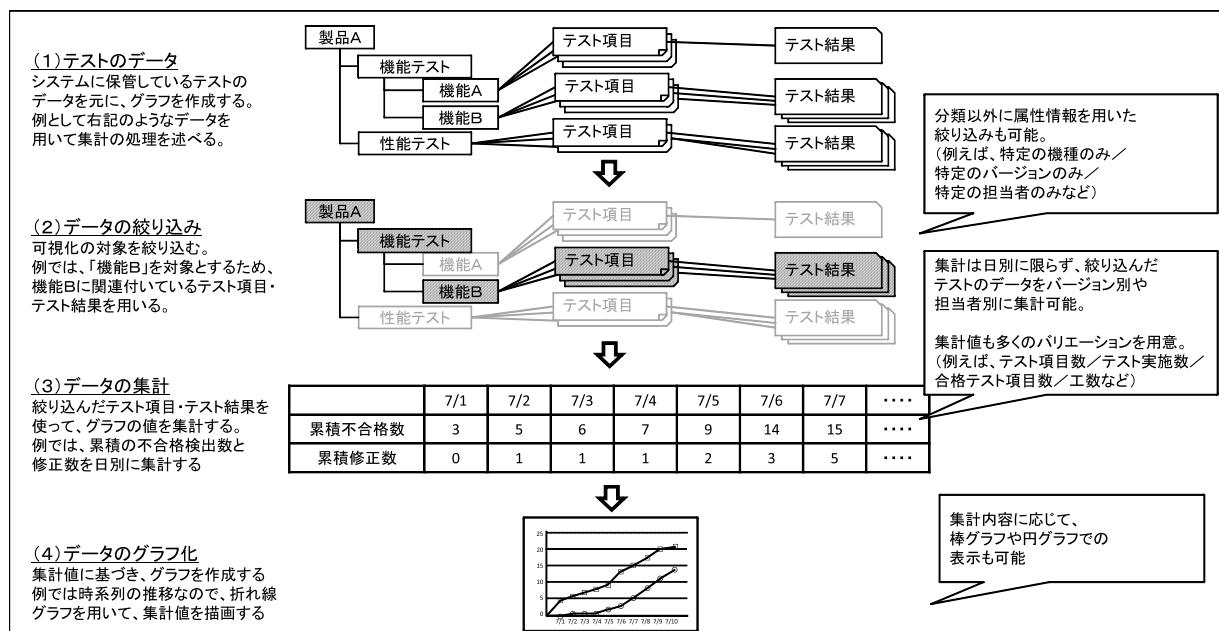 (1)テストのデータ
システムに保管しているテストの
データを元に、グラフを作成する。
例として右記のようなデータを
用いて集計の処理を述べる。
製品A
機能テスト
機能A
機能B
性能テスト
テスト項目
テスト項目
テスト項目
テスト結果
テスト結果
テスト結果
分類以外に属性情報を用いた
絞り込みも可能。
(例えば、特定の機種のみ/
特定のバージョンのみ/
特定の担当者のみなど)
(2)データの絞り込み
可視化の対象を絞り込む。
例では、「機能B」を対象とするため、
機能Bに関連付いているテスト項目・
テスト結果を用いる。
製品A
機能テスト
機能A
機能B
性能テスト
テスト項目
テスト項目
テスト項目
テスト結果
テスト結果
テスト結果
集計は日別に限らず、絞り込んだ
テストのデータをバージョン別や
担当者別に集計可能。
集計値も多くのバリエーションを用意。
(例えば、テスト項目数/テスト実施数/
合格テスト項目数/工数など)
(3)データの集計
絞り込んだテスト項目・テスト結果を
使って、グラフの値を集計する。
例では、累積の不合格検出数と
修正数を日別に集計する
7/1 7/2 7/3 7/4 7/5 7/6 7/7 ････
累積不合格数 3 5 6 7 9 14 15 ････
累積修正数 0 1 1 1 2 3 5 ････
(4)データのグラフ化
集計値に基づき、グラフを作成する
例では時系列の推移なので、折れ線
グラフを用いて、集計値を描画する
25
20
15
10
5
0
7/1 7/2 7/3 7/4 7/5 7/6 7/7 7/8 7/9 7/10
集計内容に応じて、
棒グラフや円グラフでの
表示も可能